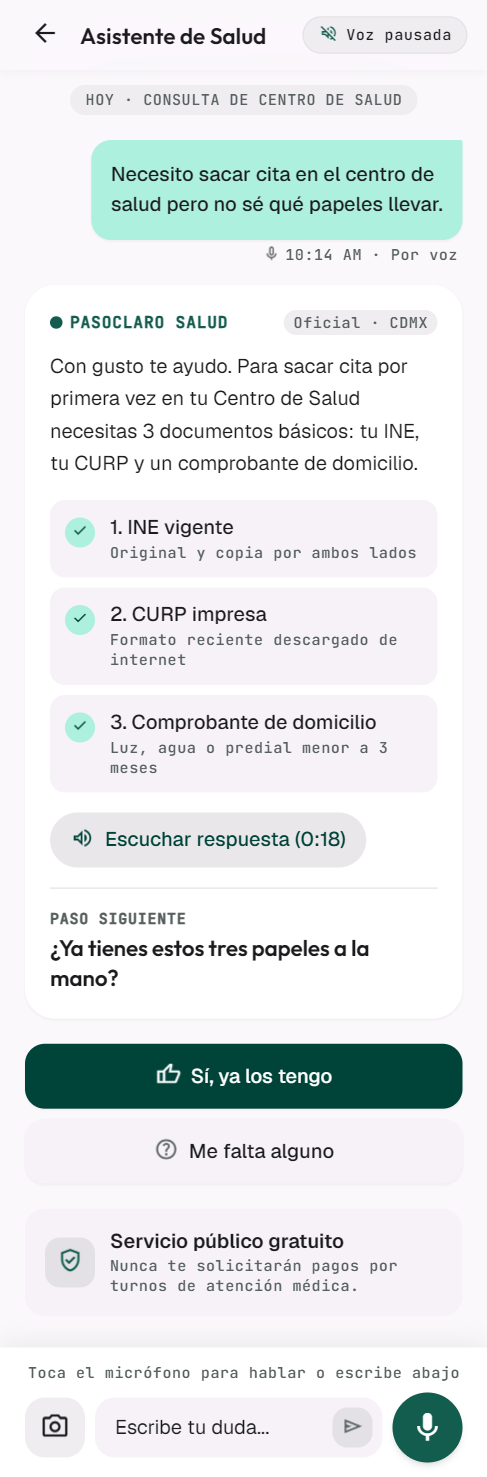 Asistente de Salud
Voz pausada
HOY · CONSULTA DE CENTRO DE SALUD
Necesito sacar cita en el centro de
salud pero no sé qué papeles llevar.
10:14 AM · Por voz
PASOCLARO SALUD
Oficial · CDMX
Con gusto te ayudo. Para sacar cita por
primera vez en tu Centro de Salud
necesitas 3 documentos básicos: tu INE,
tu CURP y un comprobante de domicilio.
1. INE vigente
Original y copia por ambos lados
2. CURP impresa
Formato reciente descargado de
internet
3. Comprobante de domicilio
Luz, agua o predial menor a 3
meses
Escuchar respuesta (0:18)
PASO SIGUIENTE
¿Ya tienes estos tres papeles a la
mano?
Sí, ya los tengo
Me falta alguno
Servicio público gratuito
Nunca te solicitarán pagos por
turnos de atención médica.
Toca el micrófono para hablar o escribe abajo
Escribe tu duda...